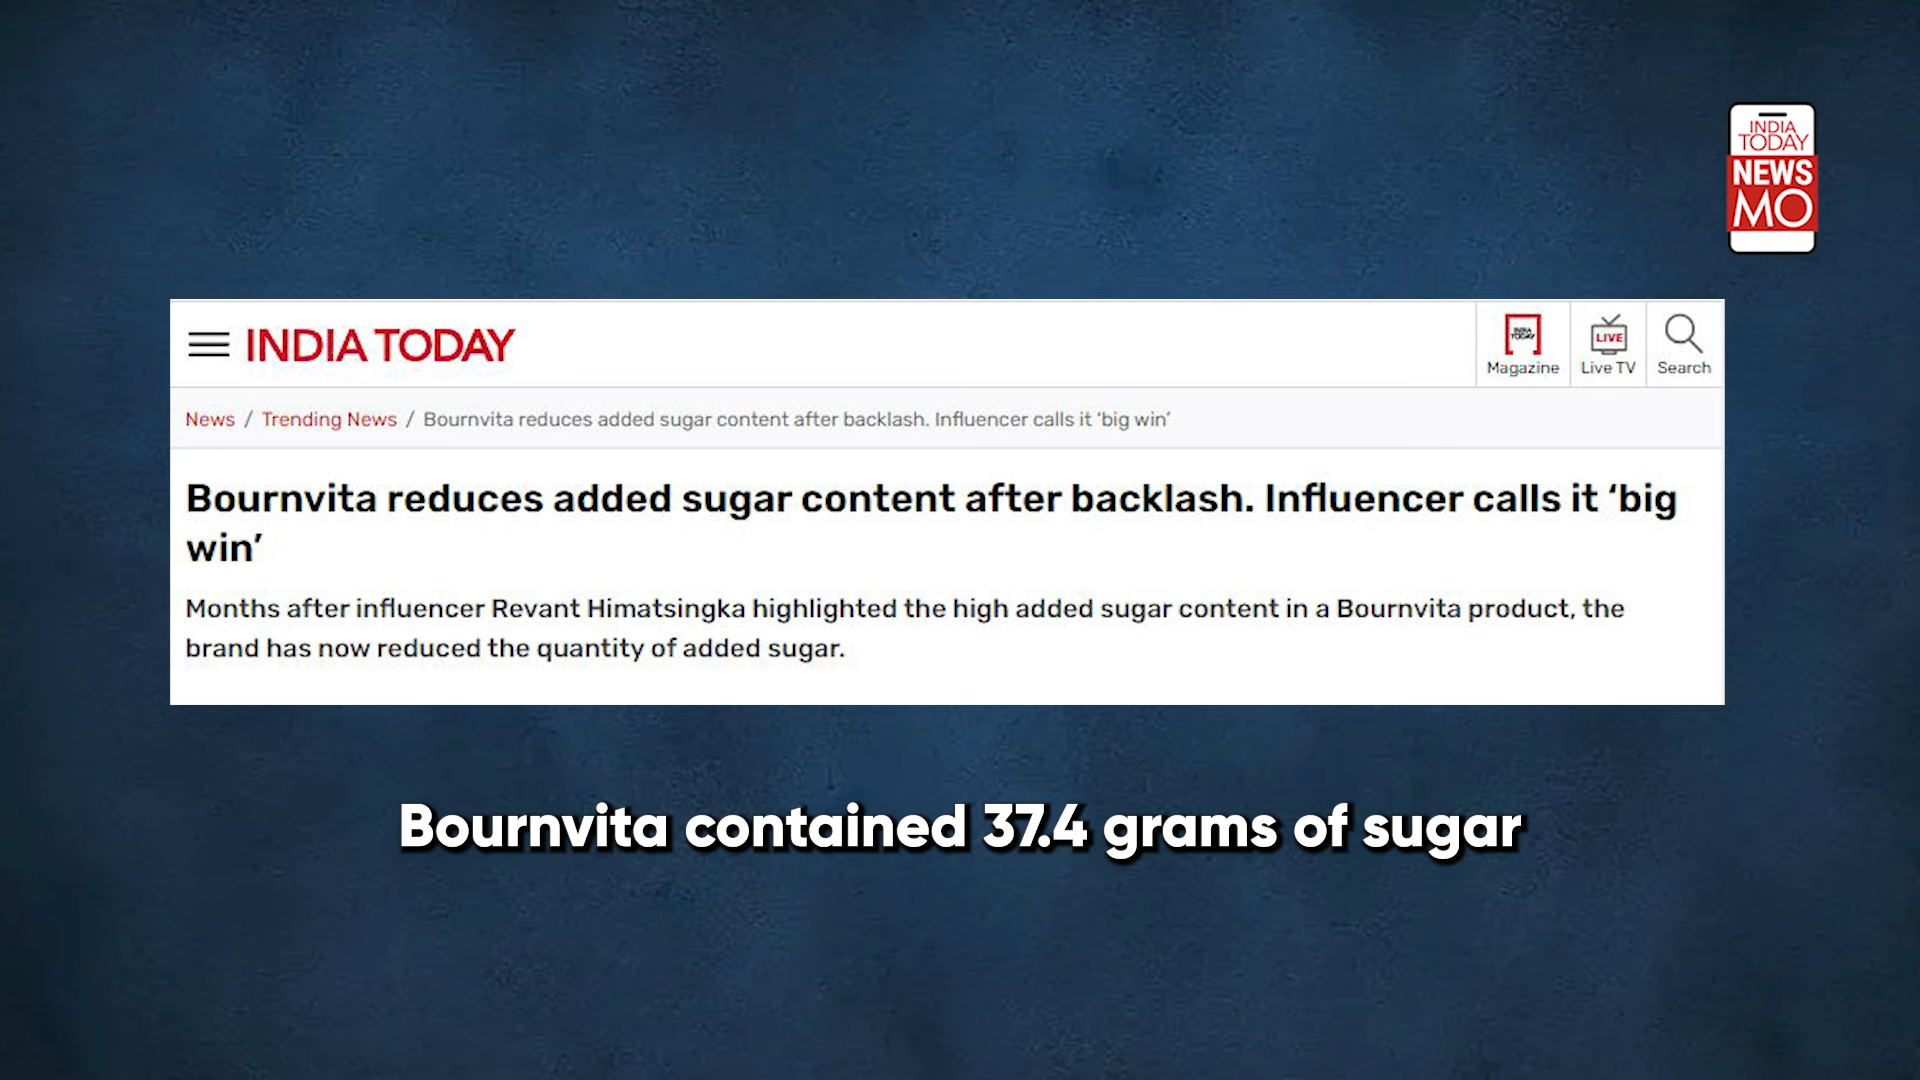 INDIA
TODAY
NEWS
MO
INDIA TODAY
Magazine
LIVE
Live TV
Search
News / Trending News / Bournvita reduces added sugar content after backlash. Influencer calls it ‘big win’
Bournvita reduces added sugar content after backlash. Influencer calls it ‘big
win’
Months after influencer Revant Himatsingka highlighted the high added sugar content in a Bournvita product, the
brand has now reduced the quantity of added sugar.
Bournvita contained 37.4 grams of sugar